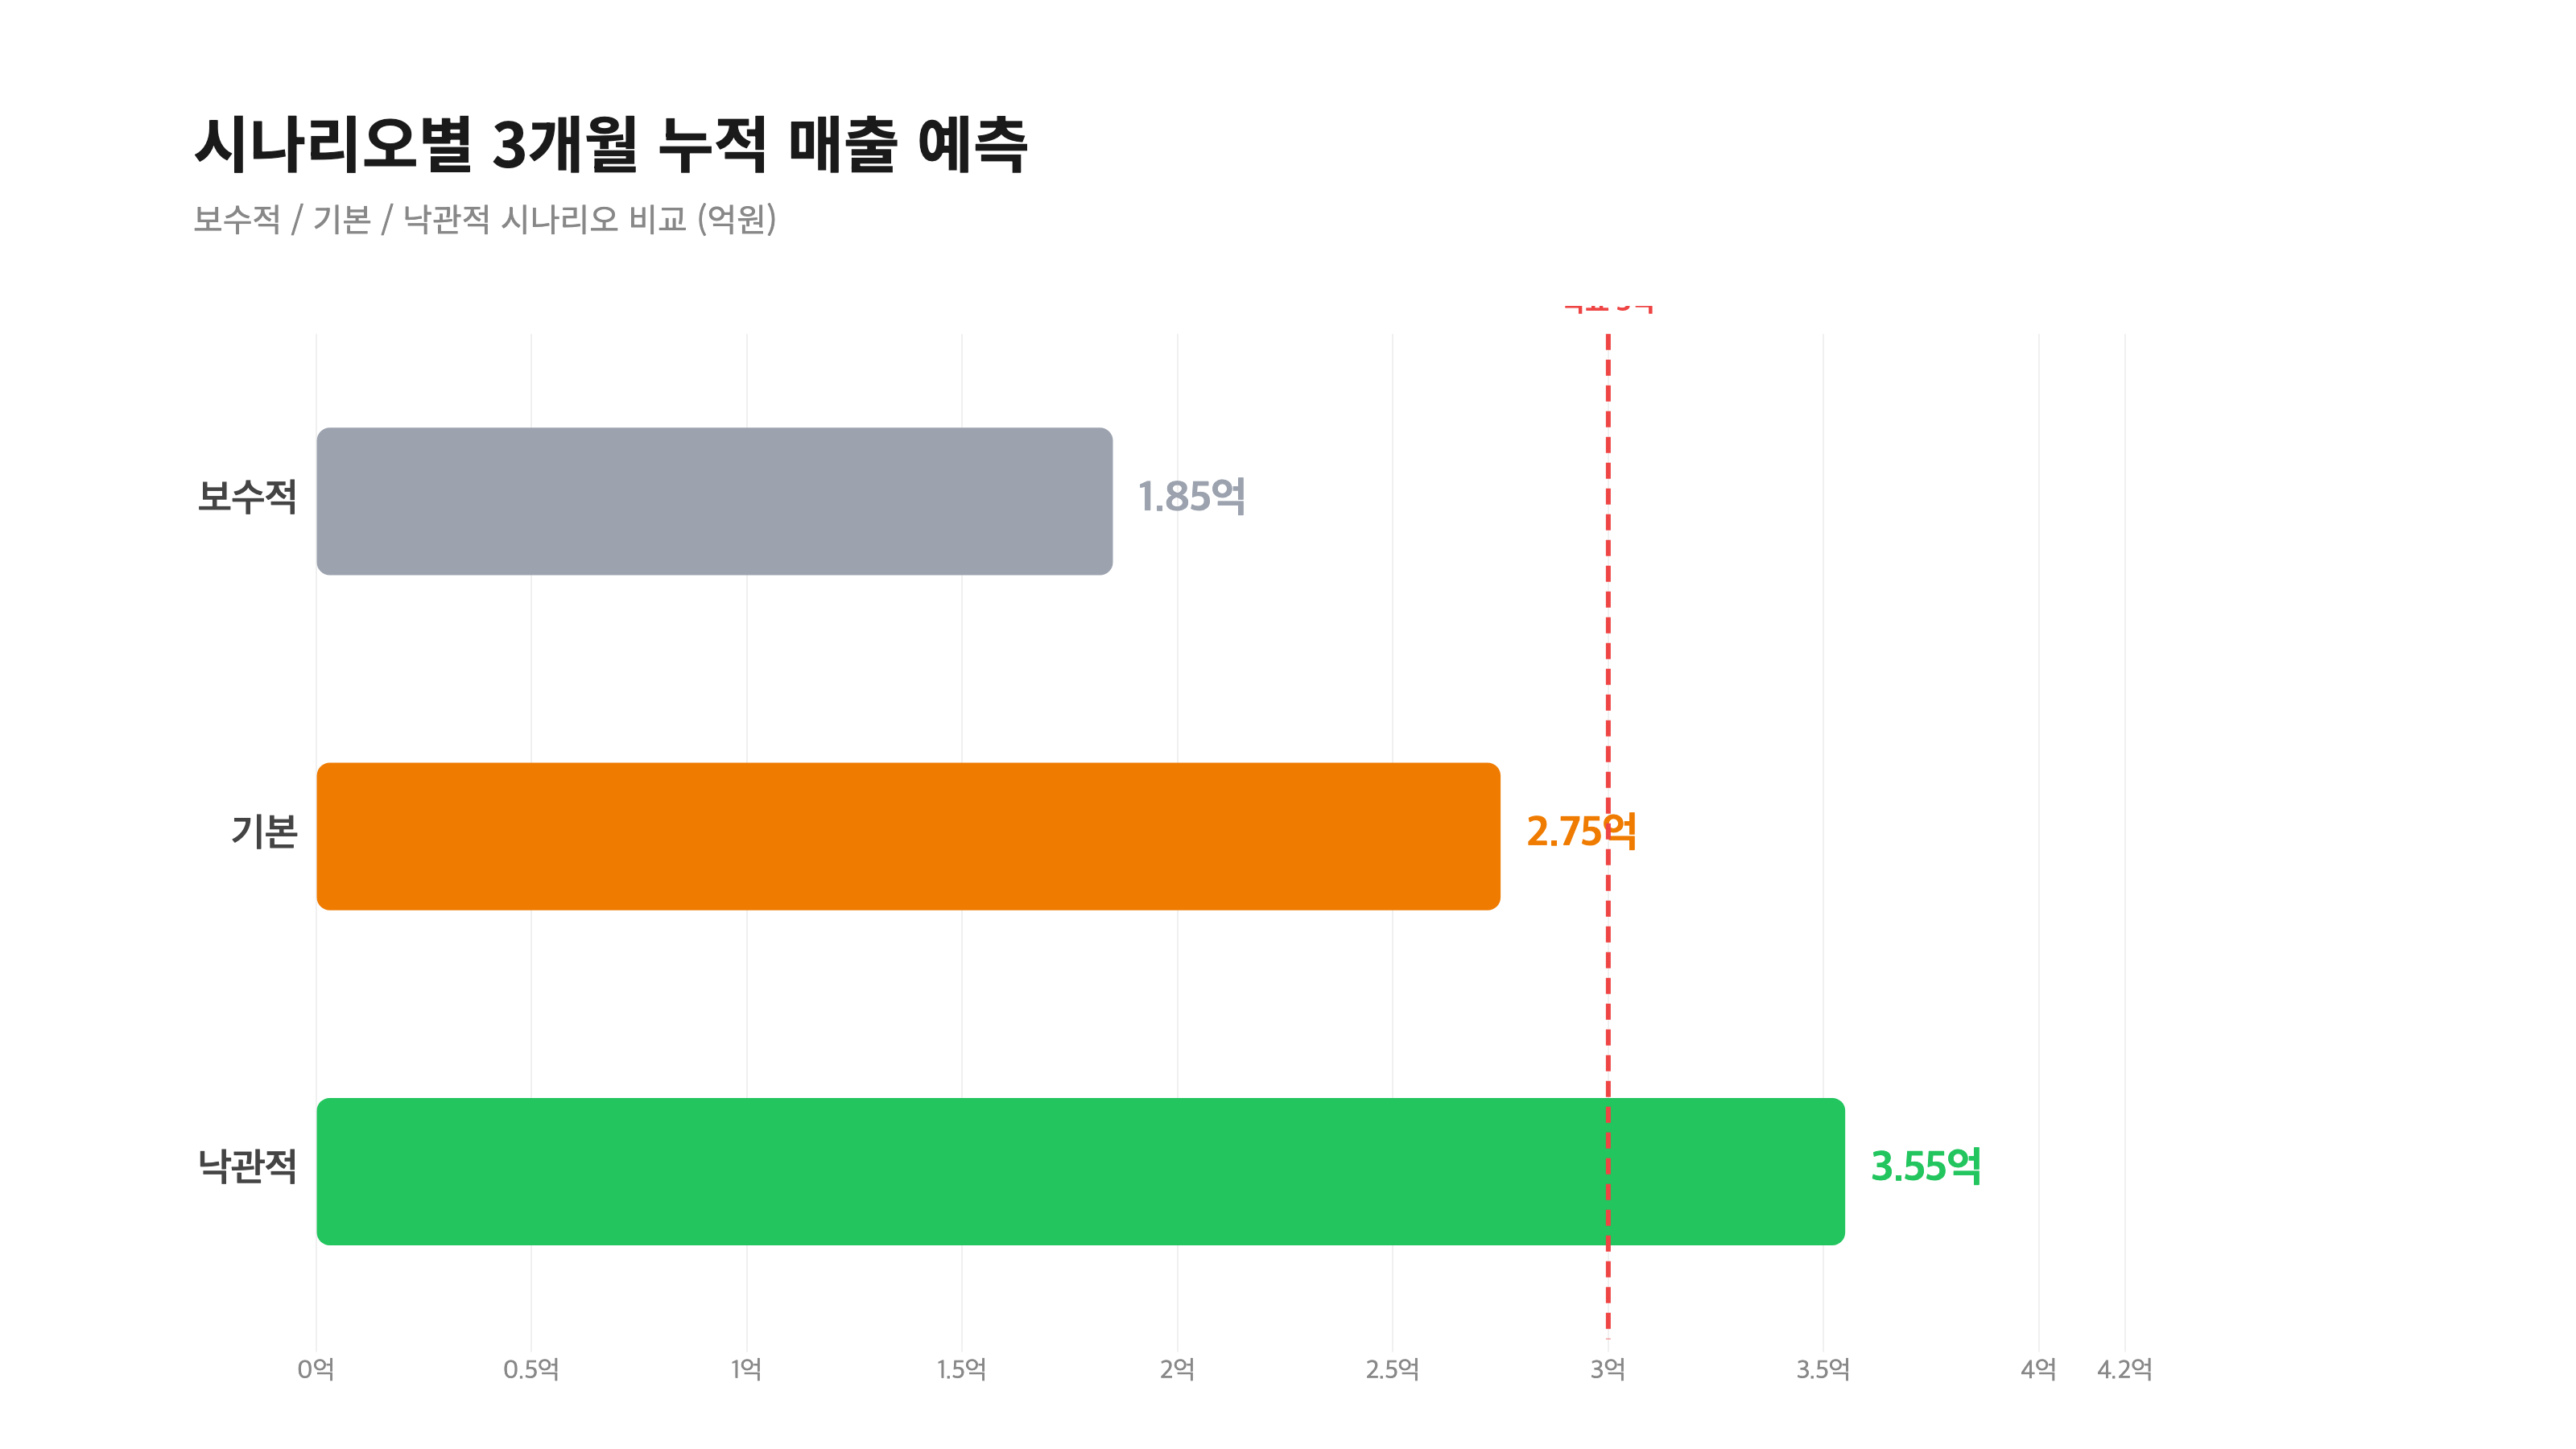 시나리오별 3개월 누적 매출 예측
보수적 / 기본 / 낙관적 시나리오 비교 (억원)
보수적
1.85억
기본
2.75억
낙관적
3.55억
0억
0.5억
1억
1.5억
2억
2.5억
3억
3.5억
4억
4.2억